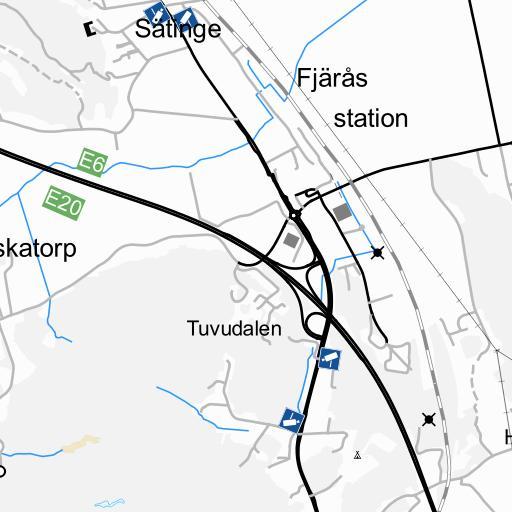 Sätinge
Fjärås
station
E6
E20
skatorp
Tuvudalen
H